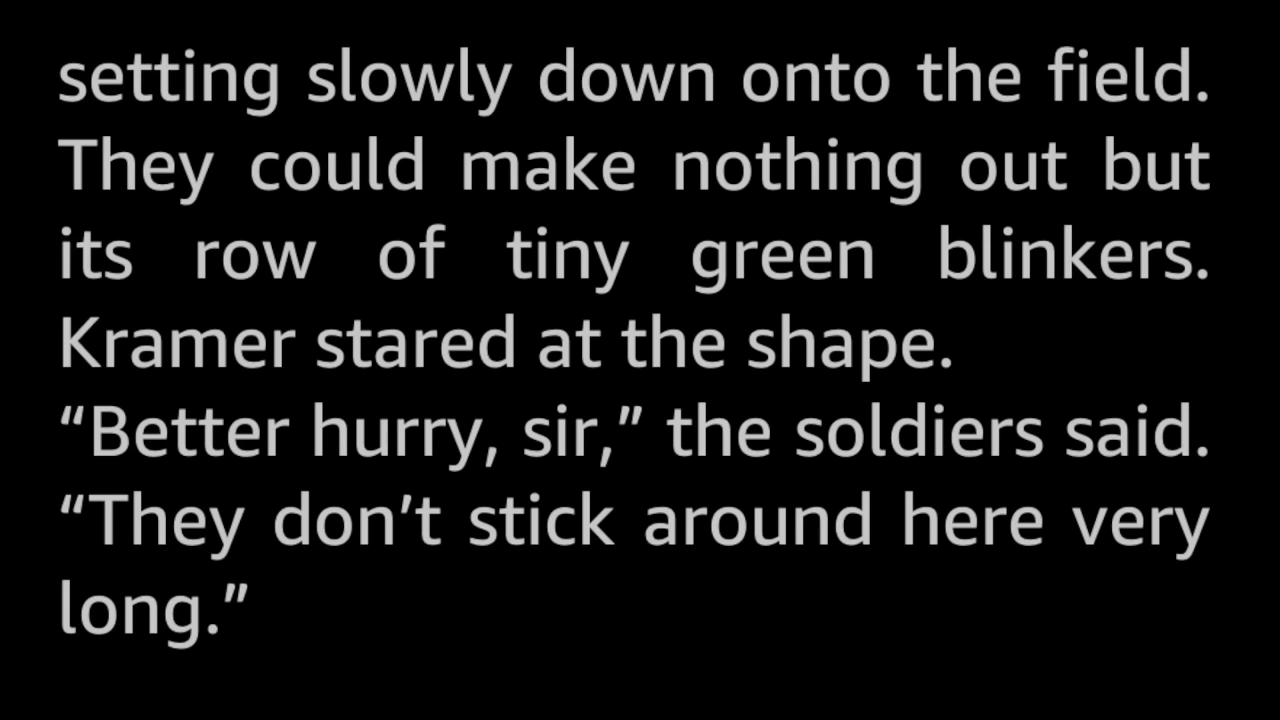 setting slowly down onto the field.
They could make nothing out but
its row of tiny green blinkers.
Kramer stared at the shape.
“Better hurry, sir,” the soldiers said.
“They don’t stick around here very
long.”